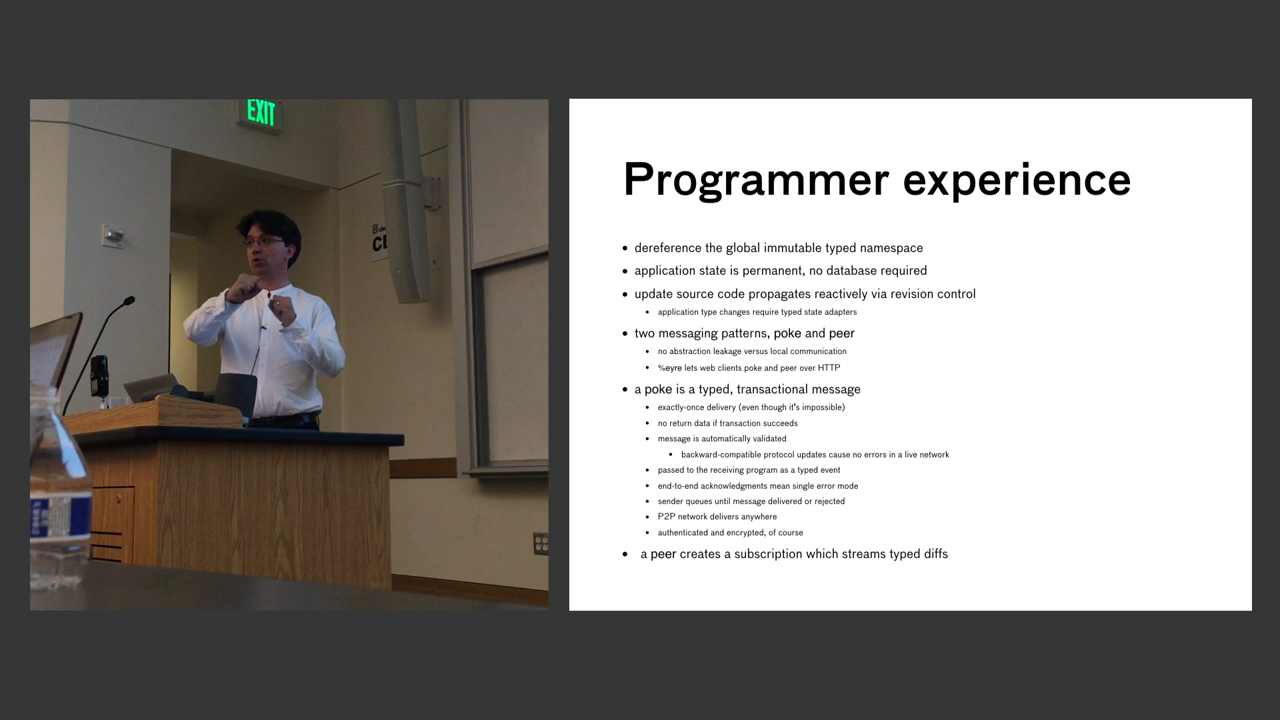 EXIT
Programmer experience
• dereference the global immutable typed namespace
• application state is permanent, no database required
• update source code propagates reactively via revision control
• application type changes require typed state adapters
• two messaging patterns, poke and peer
• no abstraction leakage versus local communication
• %eyre lets web clients poke and peer over HTTP
• a poke is a typed, transactional message
• exactly-once delivery (even though it's impossible)
• no return data if transaction succeeds
• message is automatically validated
• backward-compatible protocol updates cause no errors in a live network
• passed to the receiving program as a typed event
• end-to-end acknowledgments mean single error mode
• sender queues until message delivered or rejected
• P2P network delivers anywhere
• authenticated and encrypted, of course
• a peer creates a subscription which streams typed diffs